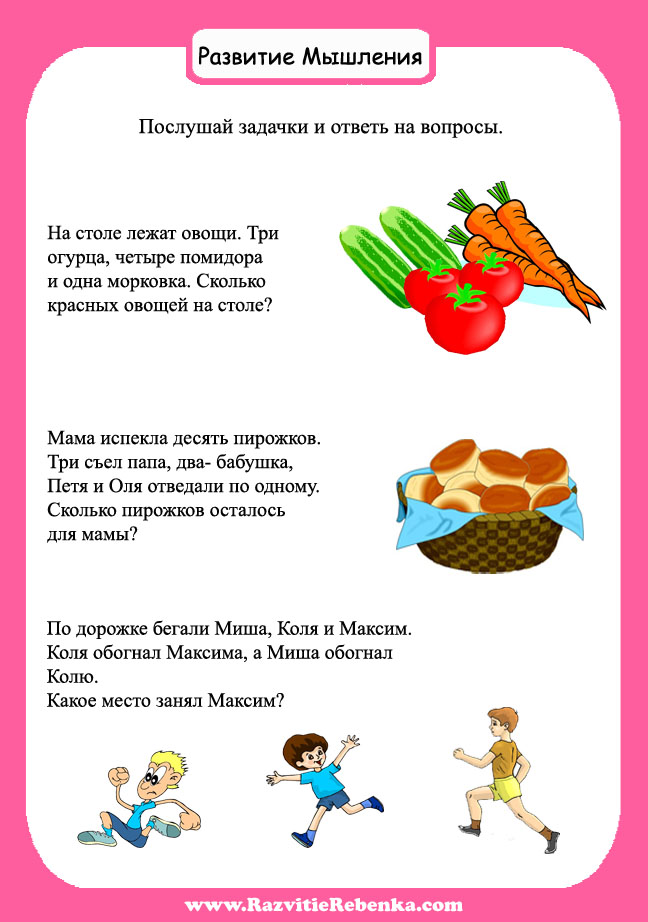 Развитие Мышления
Послушай задачки и ответь на вопросы.
На столе лежат овощи. Три
огурца, четыре помидора
и одна морковка. Сколько
красных овощей на столе?
Мама испекла десять пирожков.
Три съел папа, два- бабушка,
Петя и Оля отведали по одному.
Сколько пирожков осталось
для мамы?
По дорожке бегали Миша, Коля и Максим.
Коля обогнал Максима, а Миша обогнал
Колю.
Какое место занял Максим?
www.RazvitieRebenka.com